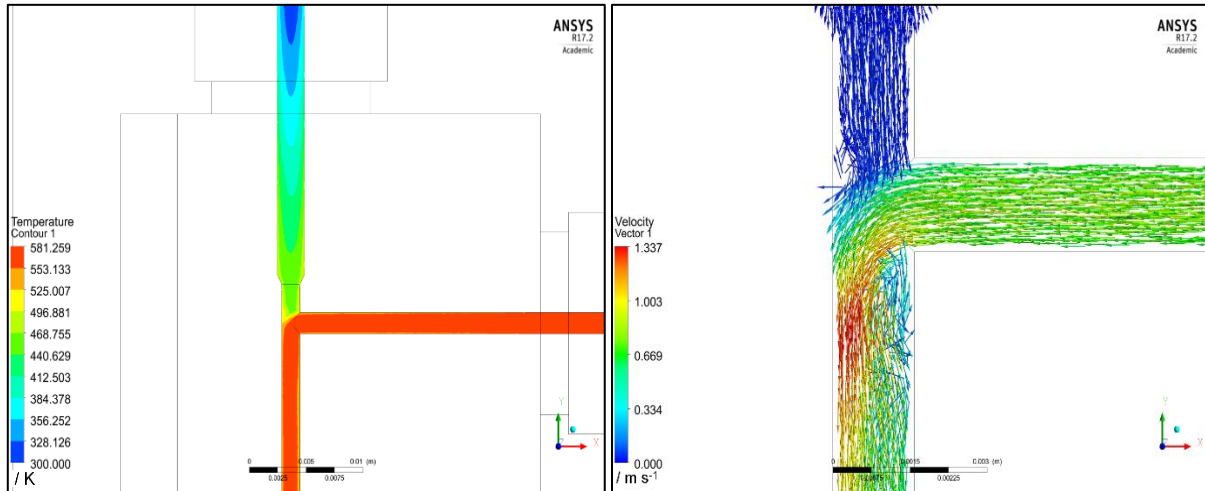 ANSYS
R17.2
Academic
Temperature
Contour 1
581.259
553.133
525.007
496.881
468.755
440.629
412.503
384.378
356.252
328.126
300.000
/ K
0 0.005 0.01 (m)
0.0025 0.0075
Y
X
ANSYS
R17.2
Academic
Velocity
Vector 1
1.337
1.003
0.669
0.334
0.000
/ m s-1
0 0.0015 0.003 (m)
0.00225
Y
X